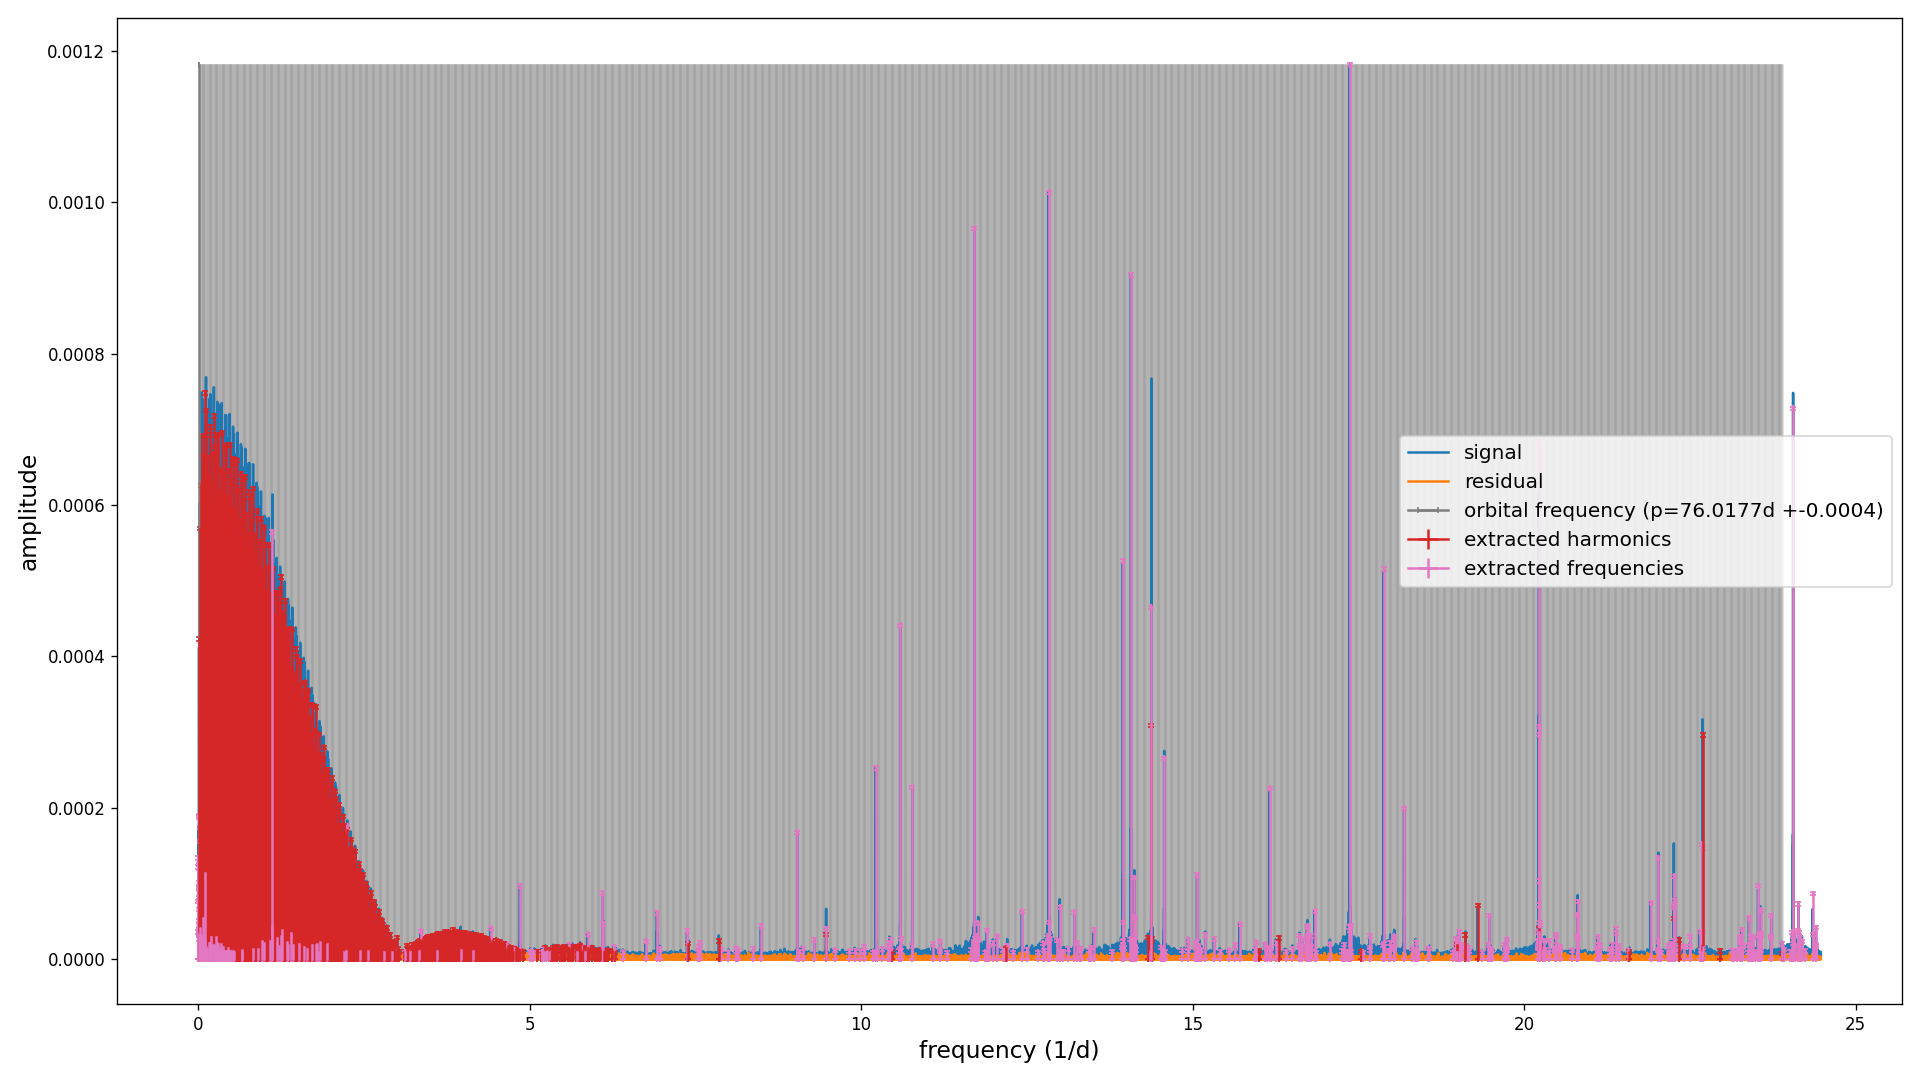 0.0012
0.0010
0.0008
0.0006
0.0004
0.0002
0.0000
amplitude
signal
residual
orbital frequency (p=76.0177d +-0.0004)
extracted harmonics
extracted frequencies
0 5 10 15 20 25
frequency (1/d)